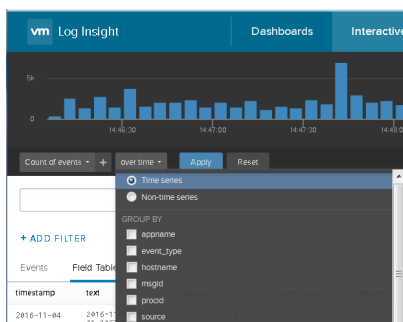 vm Log Insight Dashboards Interactive
5k
0
14:46:30 14:47:00 14:47:30 14:48:0
Count of events + over time Apply Reset
Time series
Non-time series
GROUP BY
appname
+ ADD FILTER
event_type
Events Field Table
hostname
msgid
timestamp text
procid
2016-11-04 2016-11
source